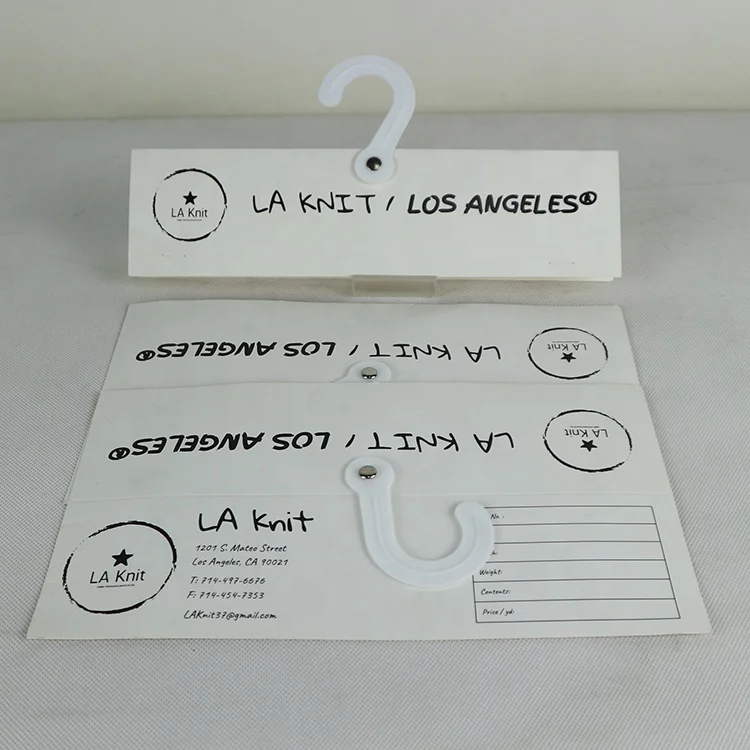 LA Knit
LA KNIT / LOS ANGELES®
LA KNIT / LOS ANGELES®
LA Knit
LA KNIT / LOS ANGELES®
LA Knit
LA Knit
LA Knit
1201 S. Mateo Street
Los Angeles, CA 90021
T: 714-497-6676
F: 714-454-7353
LAKnit37@gmail.com
No.:
Weight:
Contents:
Price / yd: